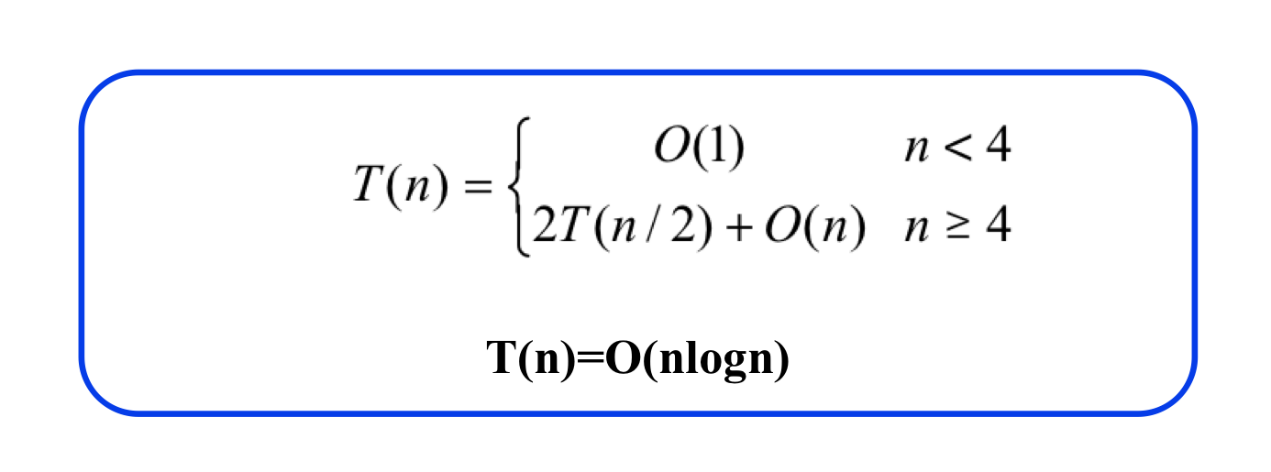 T(n) = { O(1) n < 4
2T(n/2) + O(n) n ≥ 4
T(n)=O(nlogn)